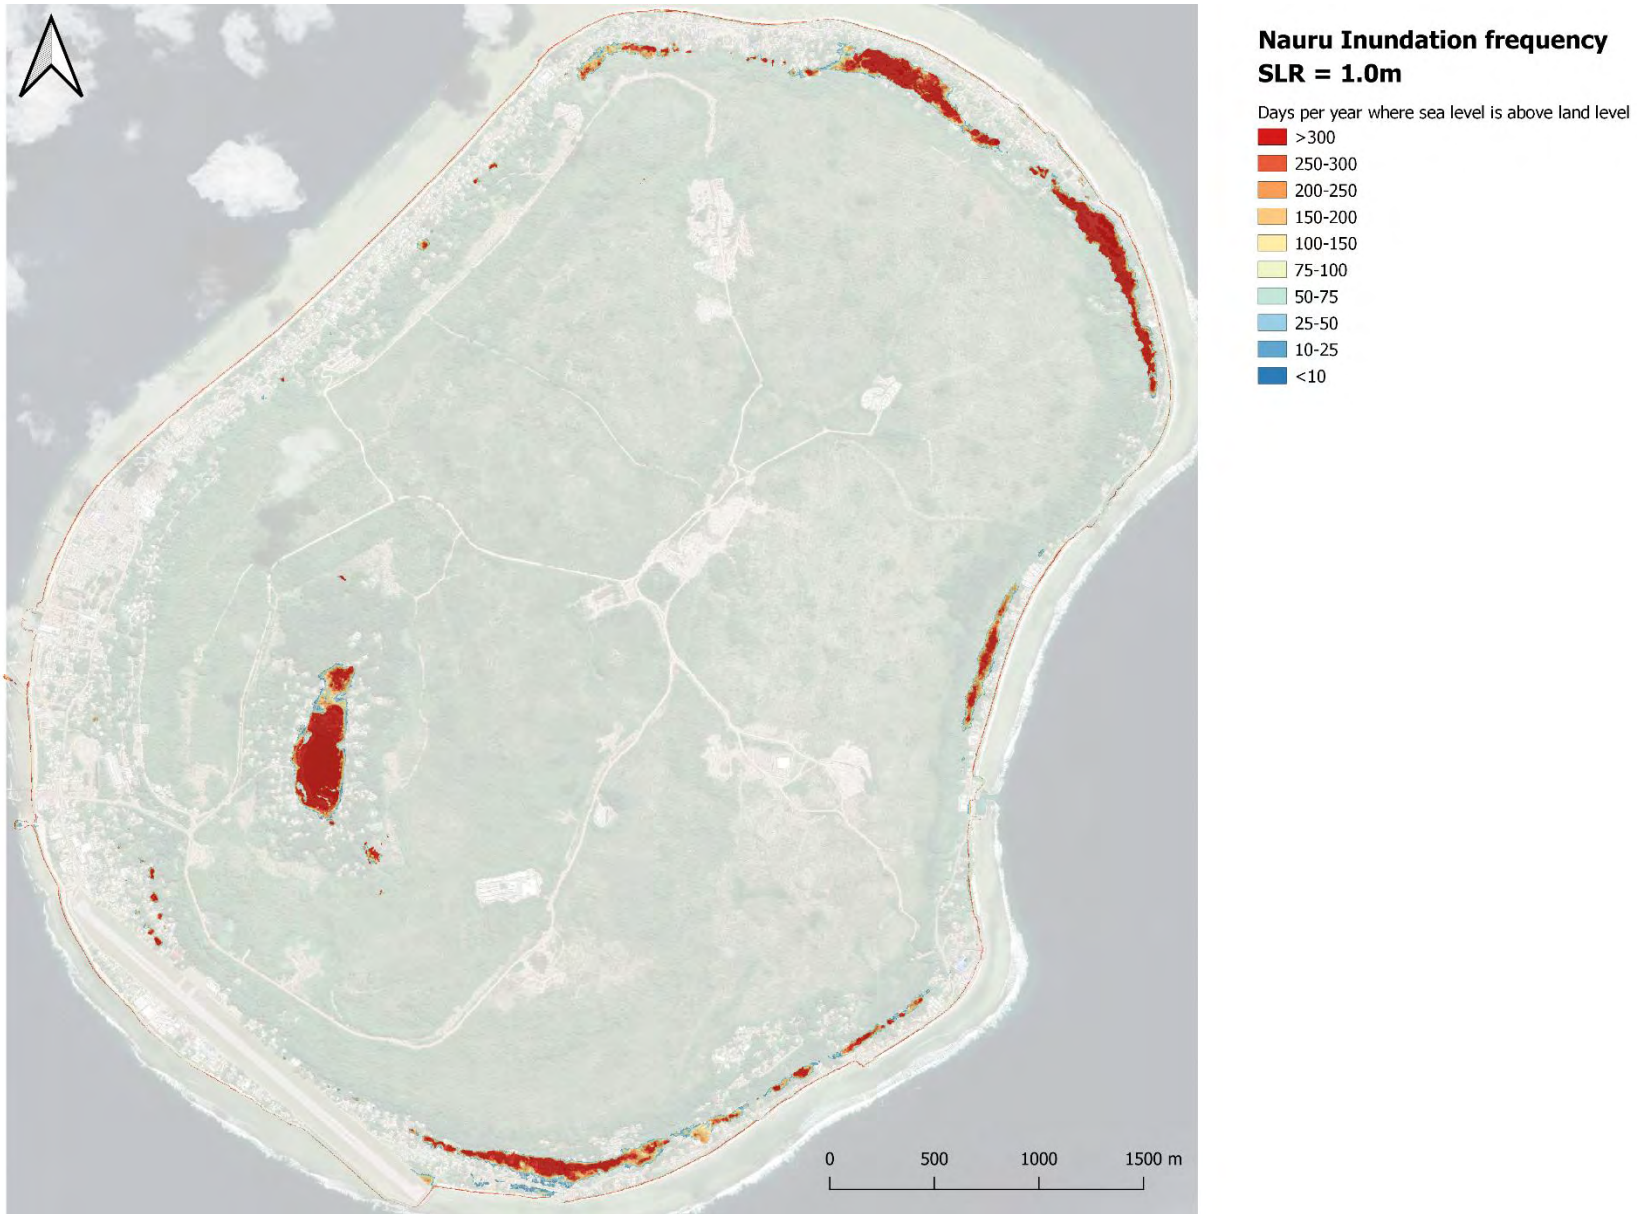 Nauru Inundation frequency
SLR = 1.0m
Days per year where sea level is above land level
>300
250-300
200-250
150-200
100-150
75-100
50-75
25-50
10-25
<10
0 500 1000 1500 m